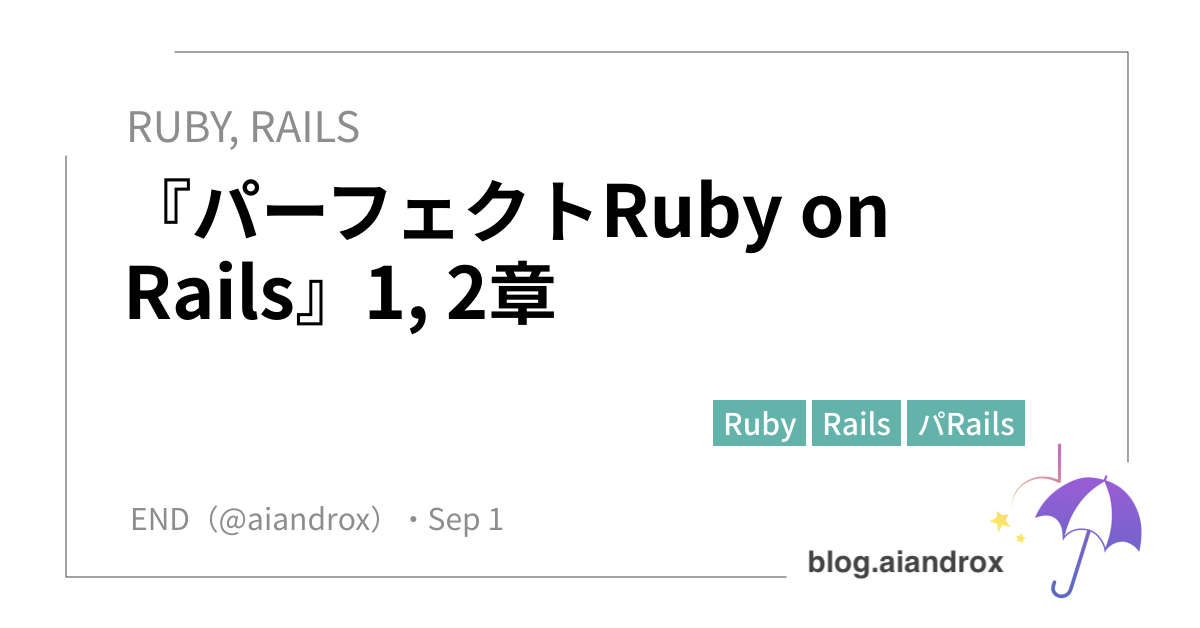 RUBY, RAILS
『パーフェクトRuby on
Rails』1, 2章
Ruby Rails パRails
END（@aiandrox）・Sep 1
blog.aiandrox